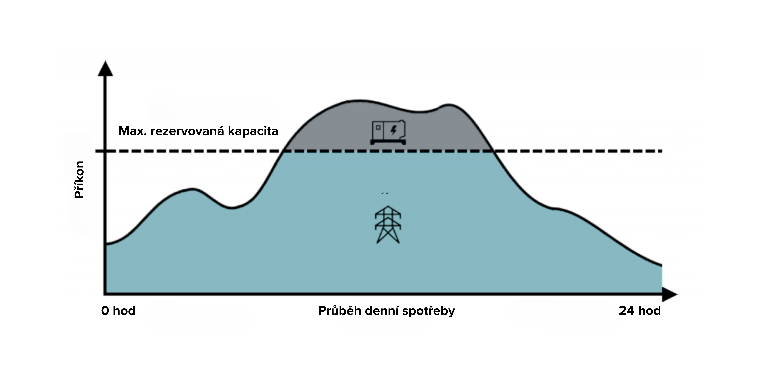 Max. rezervovaná kapacita
Příkon
0 hod
Průběh denní spotřeby
24 hod